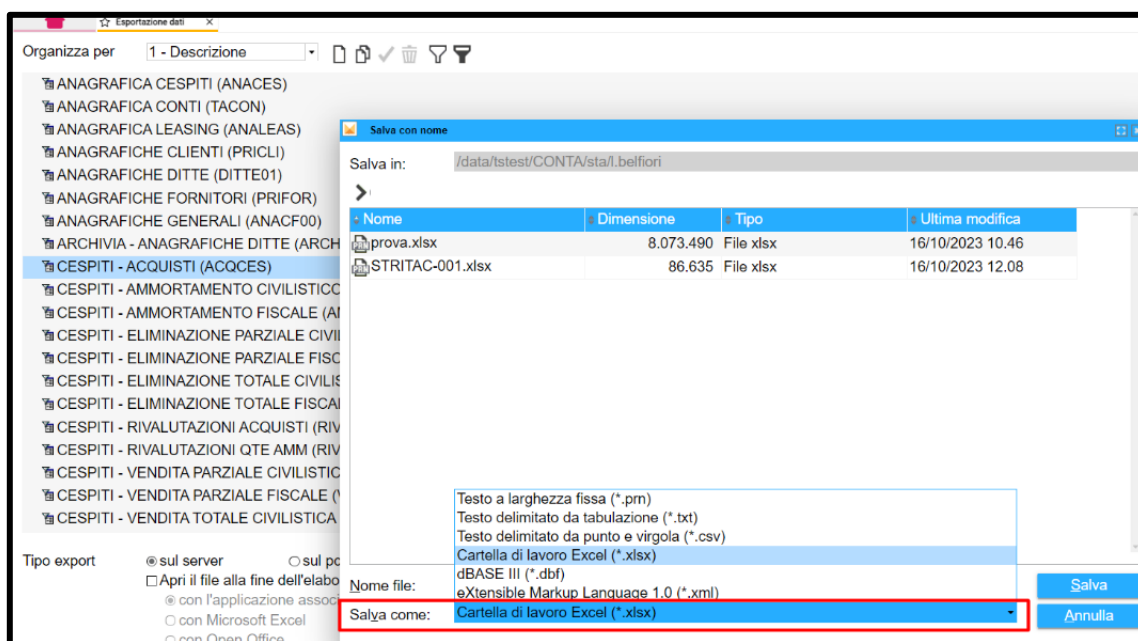 Esportazione dati X
Organizza per 1 - Descrizione
ANAGRAFICA CESPITI (ANACES)
ANAGRAFICA CONTI (TACON)
ANAGRAFICA LEASING (ANALEAS)
ANAGRAFICHE CLIENTI (PRICLI)
ANAGRAFICHE DITTE (DITTE01)
ANAGRAFICHE FORNITORI (PRIFOR)
ANAGRAFICHE GENERALI (ANACF00)
ARCHIVIA - ANAGRAFICHE DITTE (ARCH
CESPITI - ACQUISTI (ACQCES)
CESPITI - AMMORTAMENTO CIVILISTICO
CESPITI - AMMORTAMENTO FISCALE (AM
CESPITI - ELIMINAZIONE PARZIALE CIVIL
CESPITI - ELIMINAZIONE PARZIALE FISC
CESPITI - ELIMINAZIONE TOTALE CIVILIS
CESPITI - ELIMINAZIONE TOTALE FISCAL
CESPITI - RIVALUTAZIONI ACQUISTI (RIV
CESPITI - RIVALUTAZIONI QTE AMM (RIV
CESPITI - VENDITA PARZIALE CIVILISTIC
CESPITI - VENDITA PARZIALE FISCALE (V
CESPITI - VENDITA TOTALE CIVILISTICA
Tipo export sul server sul pc
Apri il file alla fine dell'elabo
con l'applicazione associ
con Microsoft Excel
con Open Office
Salva con nome
Salva in: /data/tstest/CONTA/sta/l.belfiori
Nome Dimensione Tipo Ultima modifica
prova.xlsx 8.073.490 File xlsx 16/10/2023 10.46
STRITAC-001.xlsx 86.635 File xlsx 16/10/2023 12.08
Testo a larghezza fissa (*.prn)
Testo delimitato da tabulazione (*.txt)
Testo delimitato da punto e virgola (*.csv)
Cartella di lavoro Excel (*.xlsx)
dBASE III (*.dbf)
eXtensible Markup Language 1.0 (*.xml)
Nome file:
Salva
Salva come: Cartella di lavoro Excel (*.xlsx)
Annulla